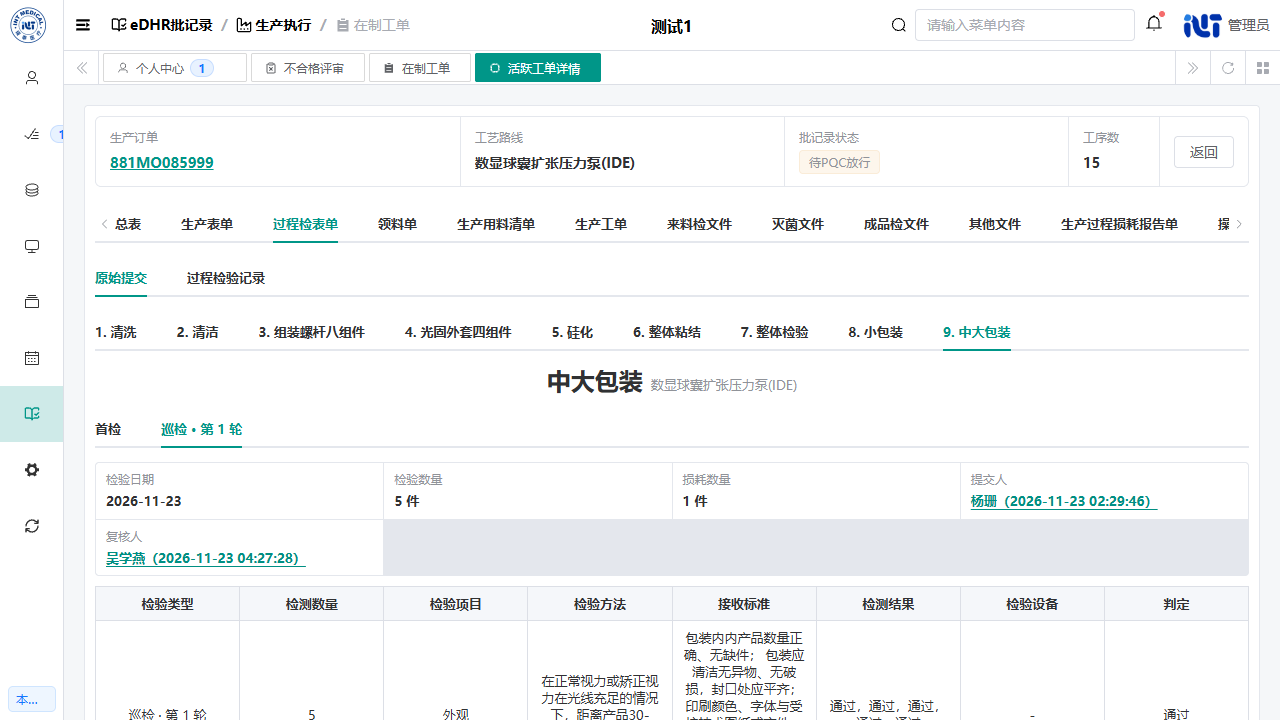 eDHR批记录 / 生产执行 / 在制工单
测试1
请输入菜单内容
管理员
个人中心 1
不合格评审
在制工单
活跃工单详情
1
生产订单
881MO085999
工艺路线
数显球囊扩张压力泵(IDE)
批记录状态
待PQC放行
工序数
15
返回
总表
生产表单
过程检表单
领料单
生产用料清单
生产工单
来料检文件
灭菌文件
成品检文件
其他文件
生产过程损耗报告单
操
原始提交
过程检验记录
1. 清洗
2. 清洁
3. 组装螺杆八组件
4. 光固外套四组件
5. 硅化
6. 整体粘结
7. 整体检验
8. 小包装
9. 中大包装
中大包装 数显球囊扩张压力泵(IDE)
首检
巡检 • 第 1 轮
检验日期
2026-11-23
检验数量
5 件
损耗数量
1 件
提交人
杨珊（2026-11-23 02:29:46）
复核人
吴学燕（2026-11-23 04:27:28）
检验类型
检测数量
检验项目
检验方法
接收标准
检测结果
检验设备
判定
巡检 · 第 1 轮
5
外观
在正常视力或矫正视
力在光线充足的情况
下，距离产品30-
包装内内产品数量正
确、无缺件； 包装应
清洁无异物、无破
损，封口处应平齐；
印刷颜色、字体与受
通过，通过，通过，
-
通过
本...